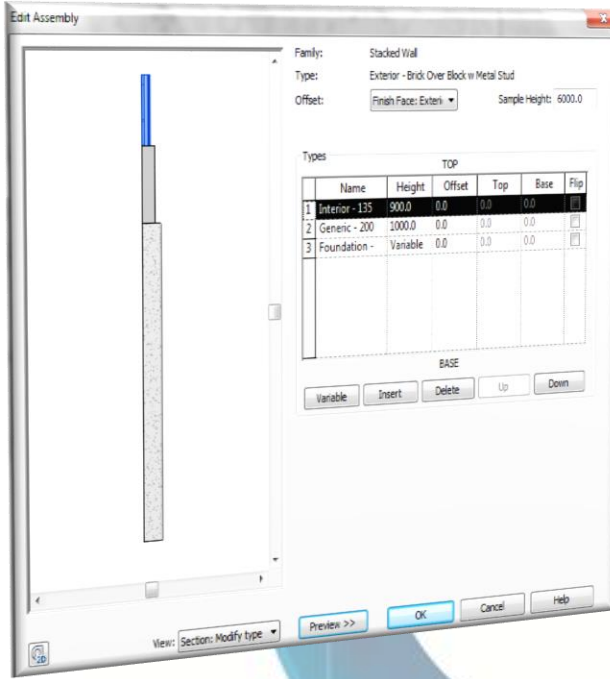 Edit Assembly
Family: Stacked Wall
Type: Exterior - Brick Over Block w Metal Stud
Offset: Finish Face: Exteri Sample Height: 6000.0
Types
TOP
Name Height Offset Top Base Flip
1 Interior - 135 900.0 0.0 0.0 0.0
2 Generic - 200 1000.0 0.0 0.0 0.0
3 Foundation - Variable 0.0 0.0 0.0
BASE
Variable Insert Delete Up Down
2D View: Section: Modify type Preview >> OK Cancel Help